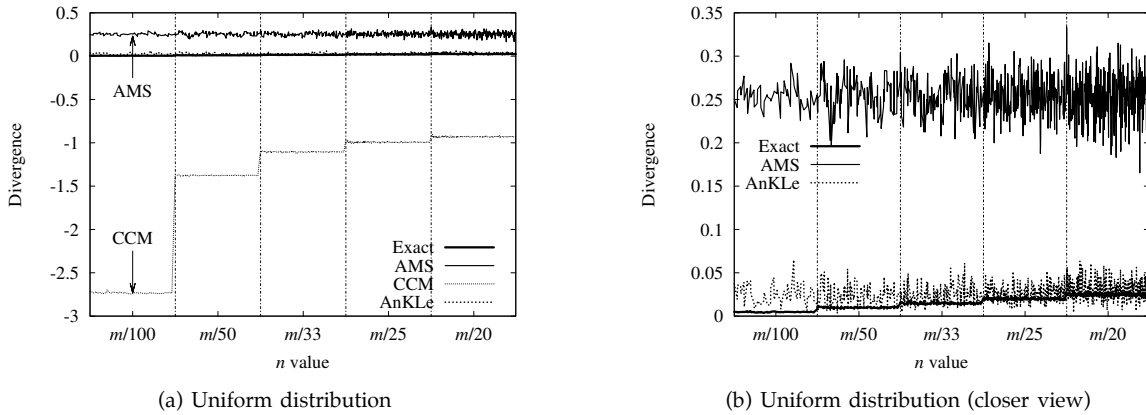 0.5
0
-0.5
-1
-1.5
-2
-2.5
-3
Divergence
AMS
CCM
Exact
AMS
CCM
AnKLe
m/100 m/50 m/33 m/25 m/20
n value
(a) Uniform distribution
0.35
0.3
0.25
0.2
0.15
0.1
0.05
0
Divergence
Exact
AMS
AnKLe
m/100 m/50 m/33 m/25 m/20
n value
(b) Uniform distribution (closer view)